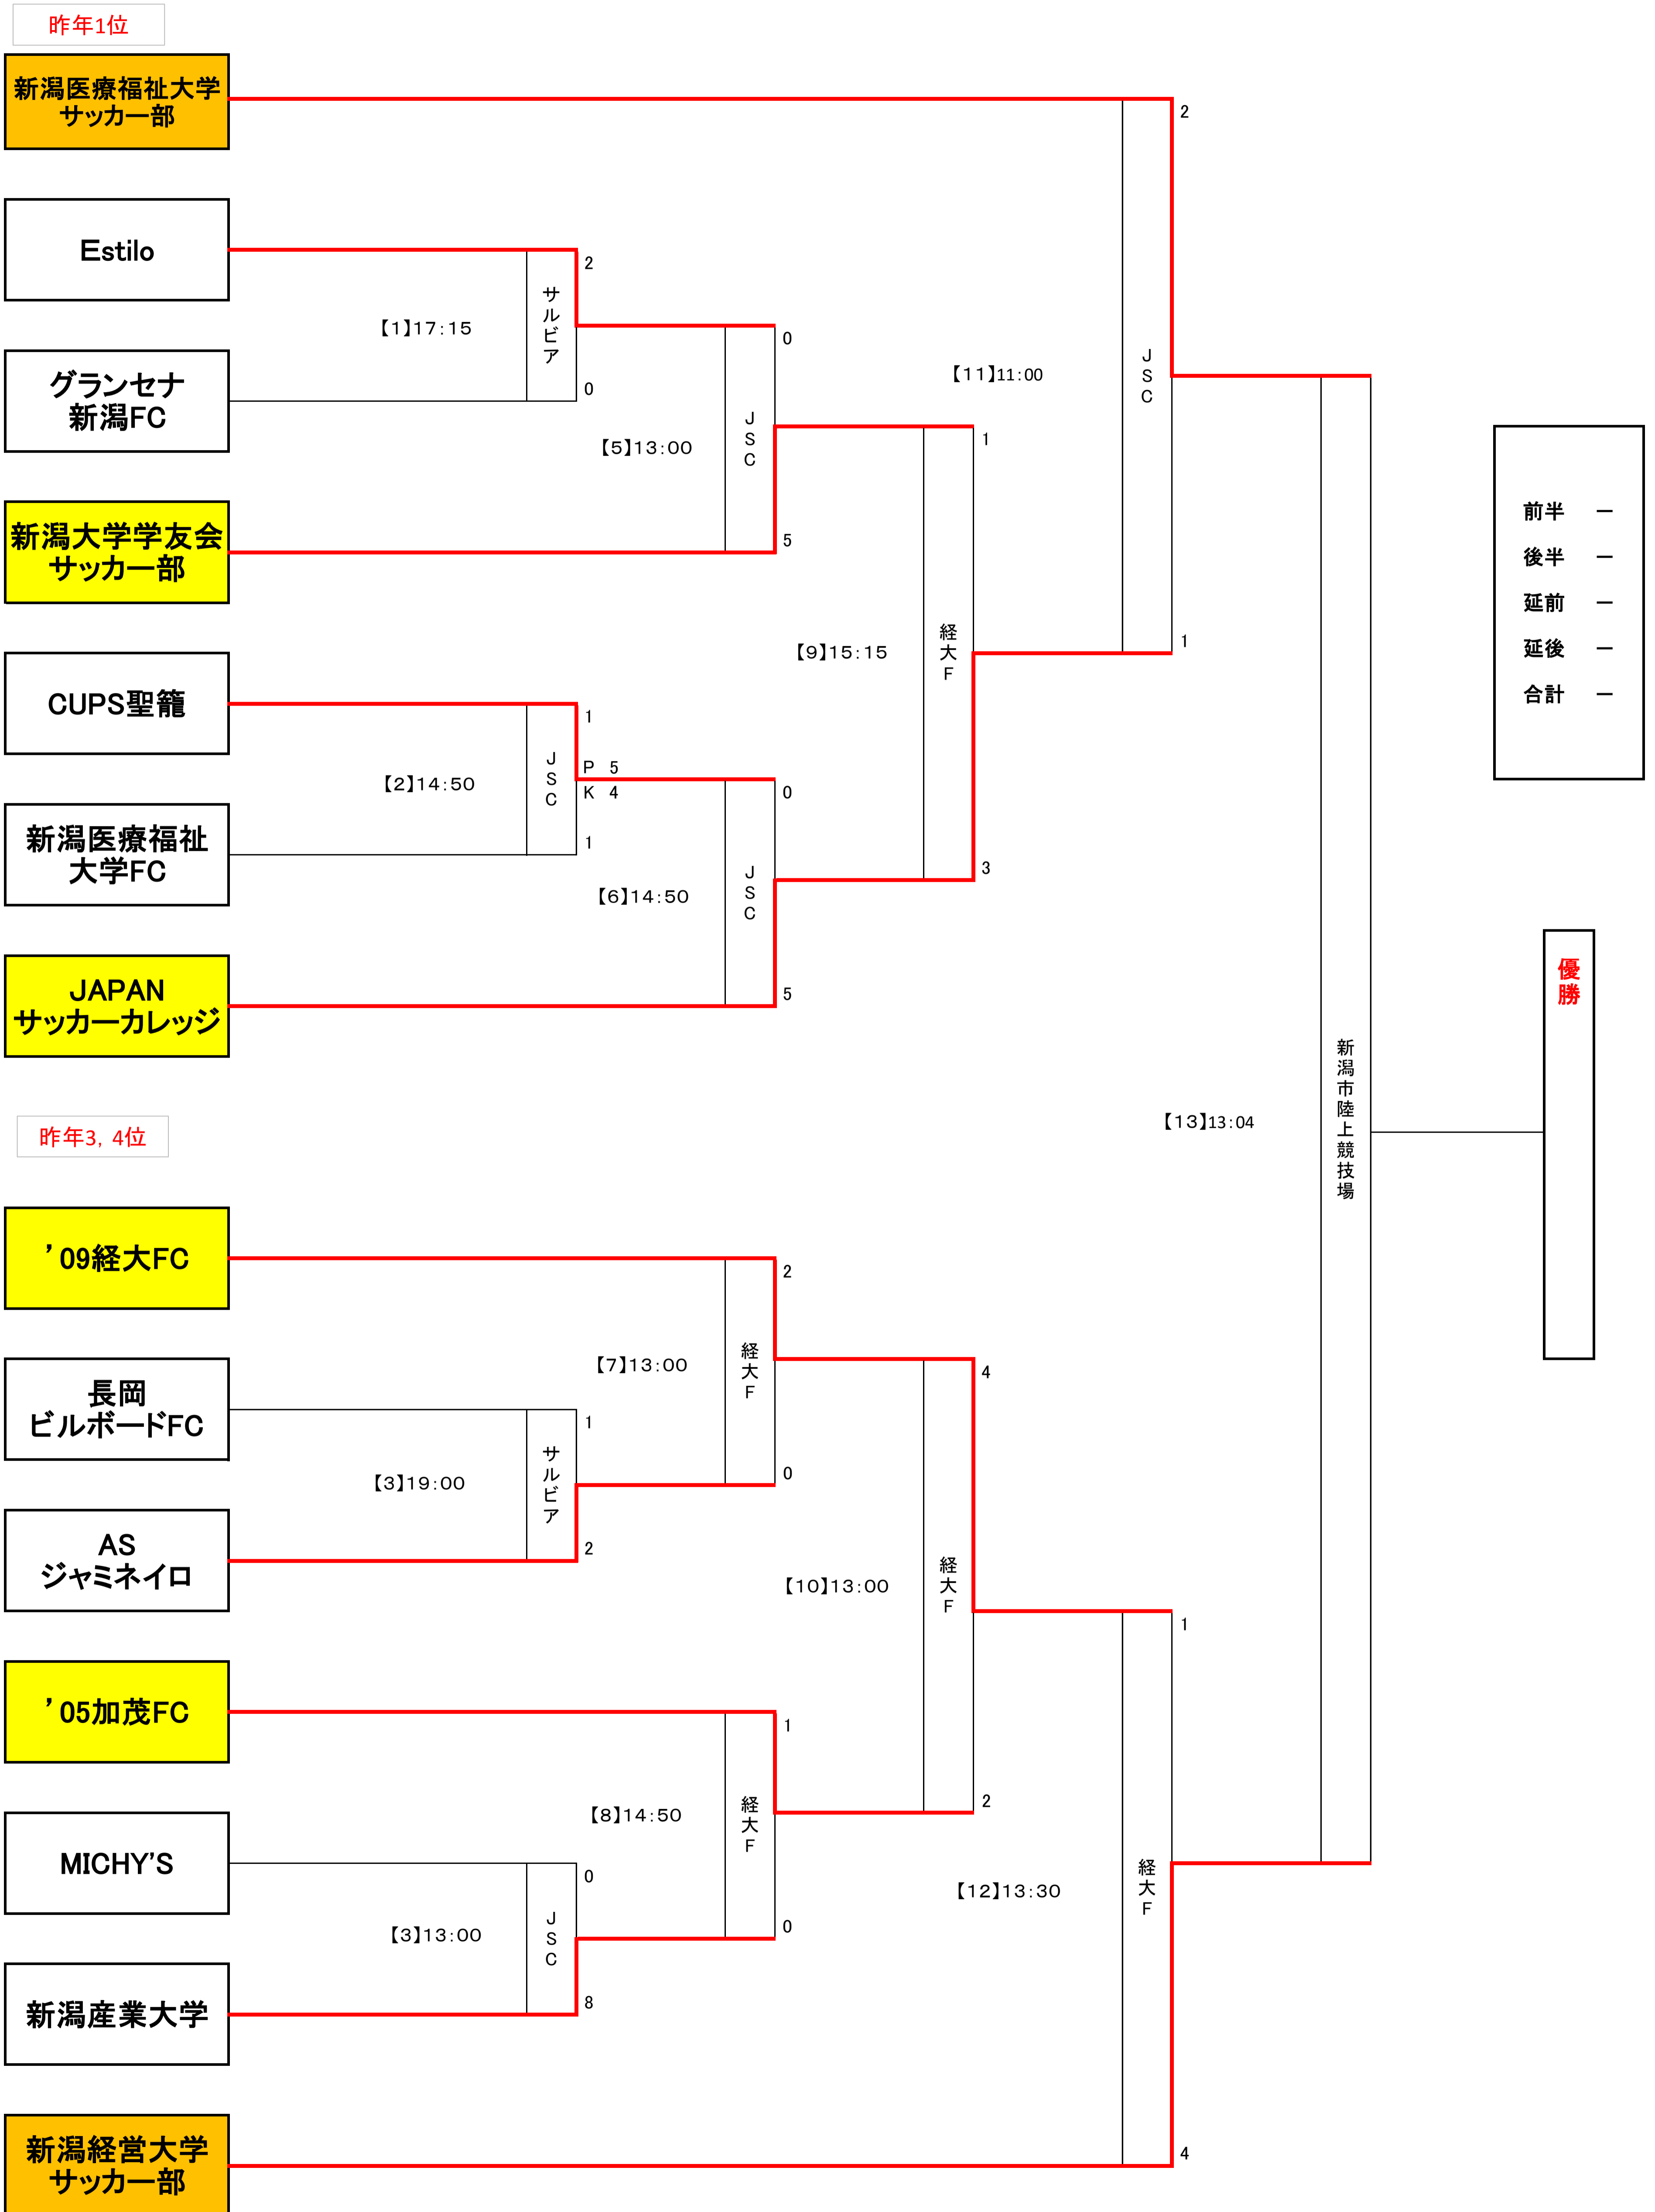 昨年1位
新潟医療福祉大学
サッカー部
2
Estilo
2
サルビア
【1】17:15
0
0
グランセナ
新潟FC
【11】11:00
JSC
JSC
【5】13:00
1
新潟大学学友会
サッカー部
5
前半 －
後半 －
延前 －
延後 －
合計 －
【9】15:15
経大F
1
CUPS聖籠
1
JSC
【2】14:50
PK
5
4
0
1
新潟医療福祉
大学FC
【6】14:50
JSC
3
JAPAN
サッカーカレッジ
5
優勝
新潟市陸上競技場
【13】13:04
昨年3，4位
’09経大FC
2
【7】13:00
経大F
4
長岡
ビルボードFC
1
サルビア
【3】19:00
0
AS
ジャミネイロ
2
【10】13:00
経大F
1
’05加茂FC
1
【8】14:50
経大F
2
MICHY'S
0
【12】13:30
経大F
【3】13:00
JSC
0
新潟産業大学
8
新潟経営大学
サッカー部
4